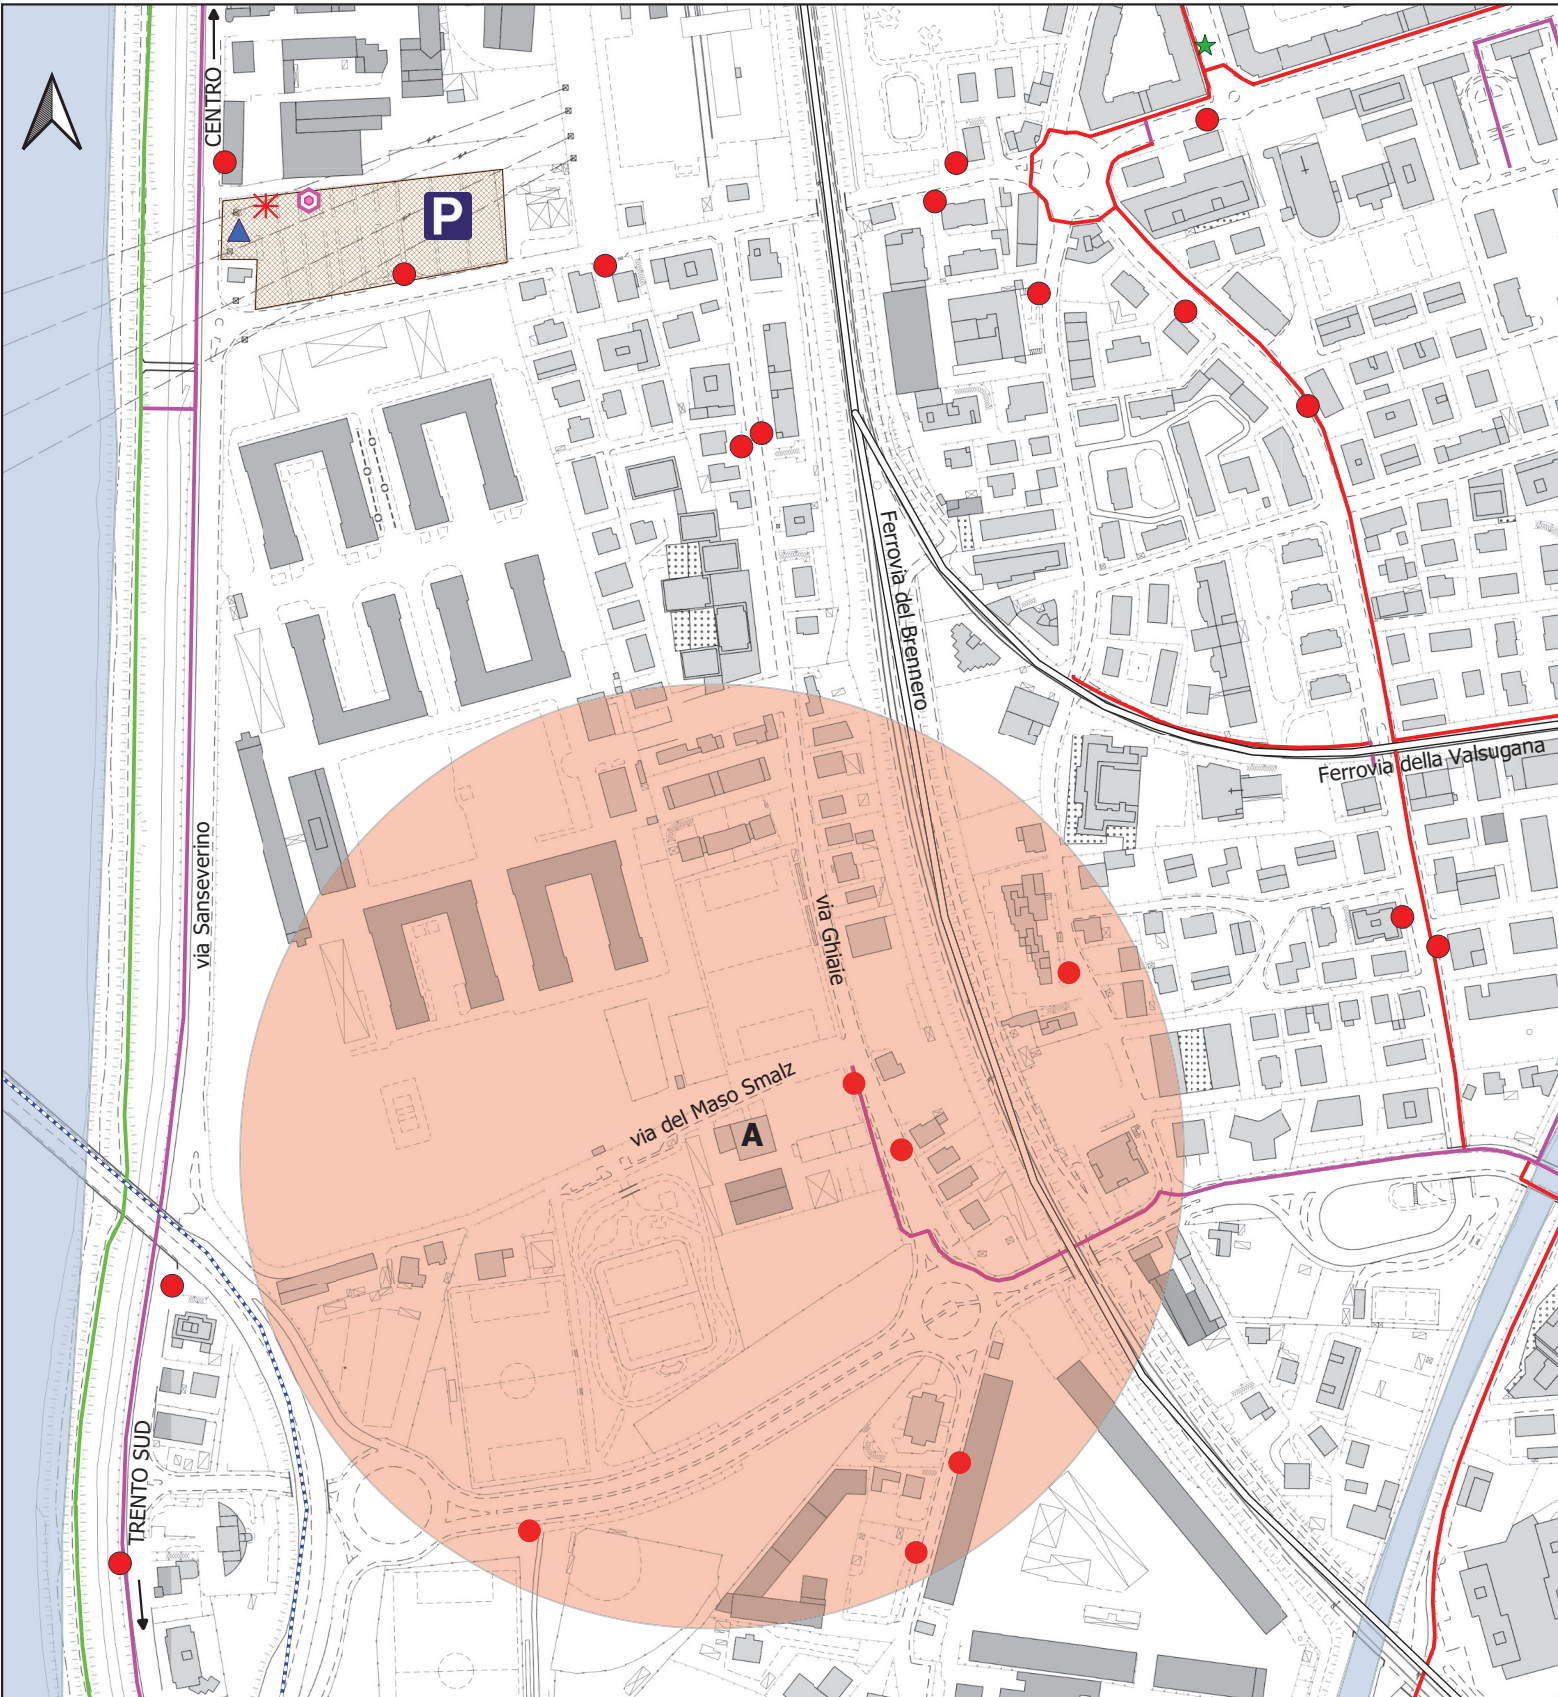 CENTRO
P
Ferrovia del Brennero
Ferrovia della Valsugana
via Sanseverino
via Ghiaie
via del Maso Smalz
A
TRENTO SUD